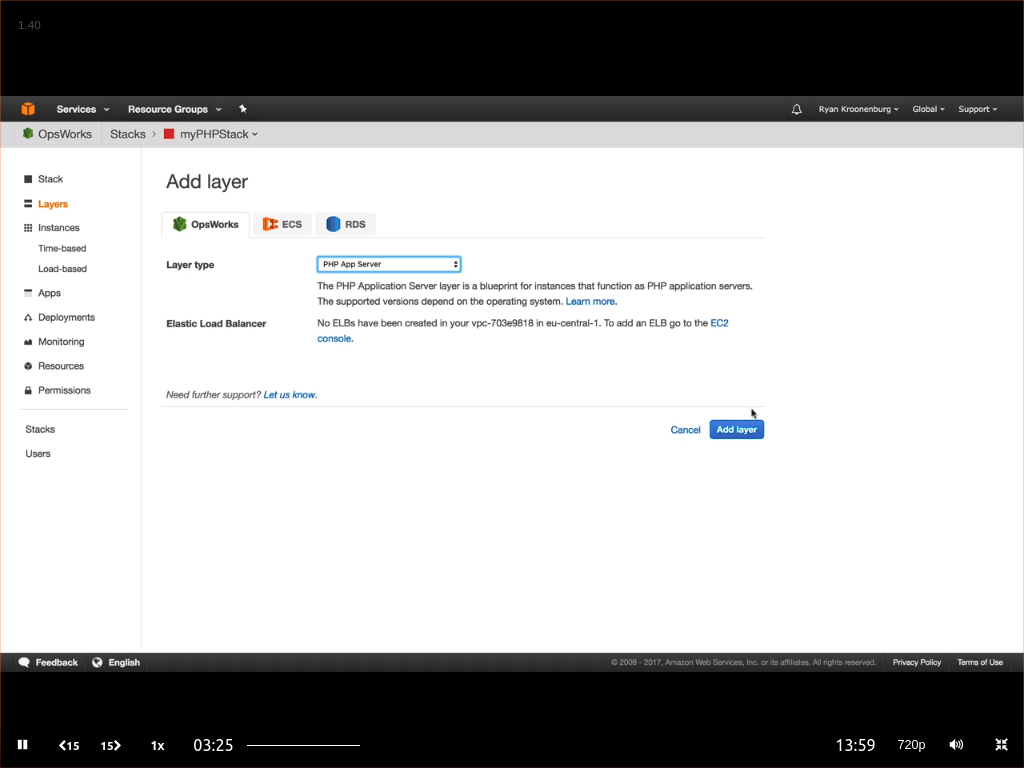 1.40
Services
Resource Groups
Ryan Kroonenburg
Global
Support
OpsWorks
Stacks
myPHPStack
Stack
Layers
Instances
Time-based
Load-based
Apps
Deployments
Monitoring
Resources
Permissions
Stacks
Users
Add layer
OpsWorks
ECS
RDS
Layer type
PHP App Server
The PHP Application Server layer is a blueprint for instances that function as PHP application servers.
The supported versions depend on the operating system. Learn more.
Elastic Load Balancer
No ELBs have been created in your vpc-703e9818 in eu-central-1. To add an ELB go to the EC2
console.
Need further support? Let us know.
Cancel
Add layer
Feedback
English
© 2008 - 2017, Amazon Web Services, Inc. or its affiliates. All rights reserved.
Privacy Policy
Terms of Use
15
15
1x
03:25
13:59
720p